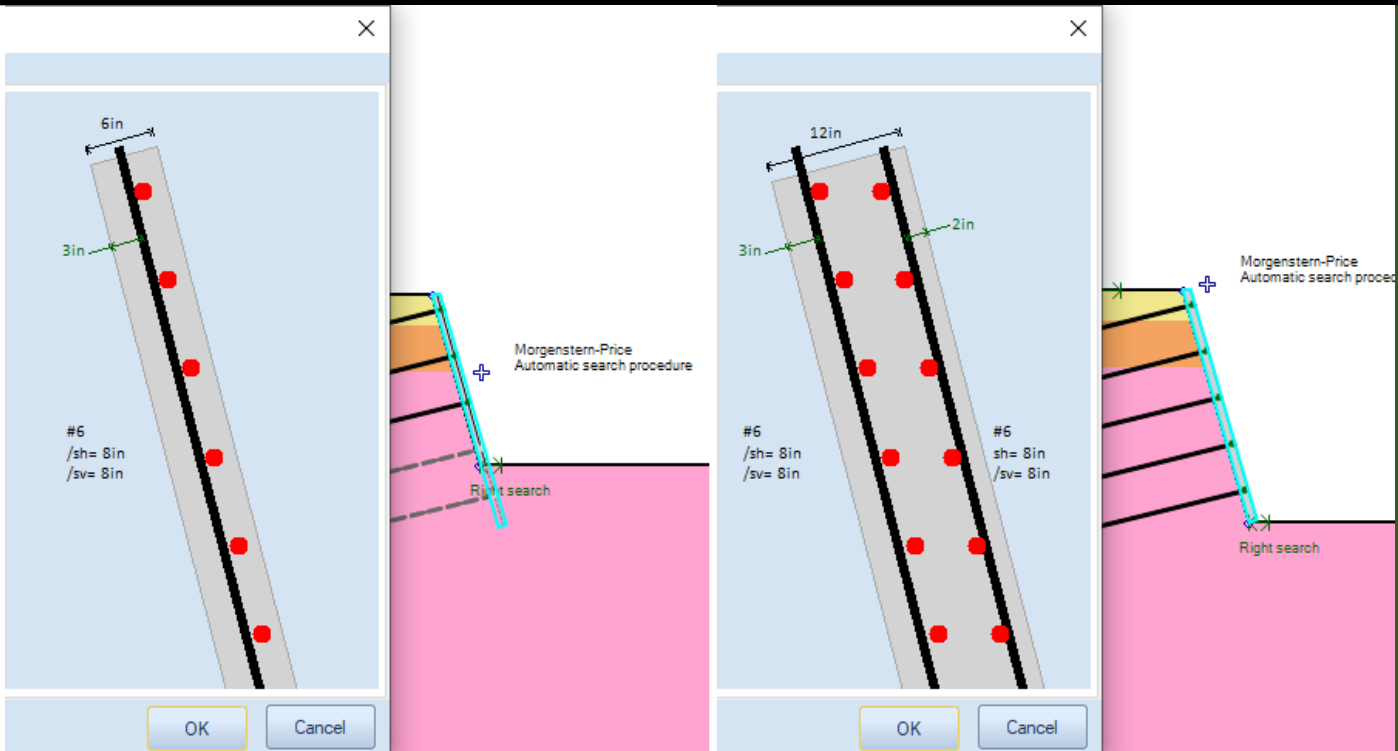 6in
3in
#6
/sh= 8in
/sv= 8in
OK
Cancel
Morgenstern-Price
Automatic search procedure
Right search
12in
3in
2in
#6
/sh= 8in
/sv= 8in
#6
sh= 8in
/sv= 8in
OK
Cancel
Morgenstern-Price
Automatic search proced
Right search